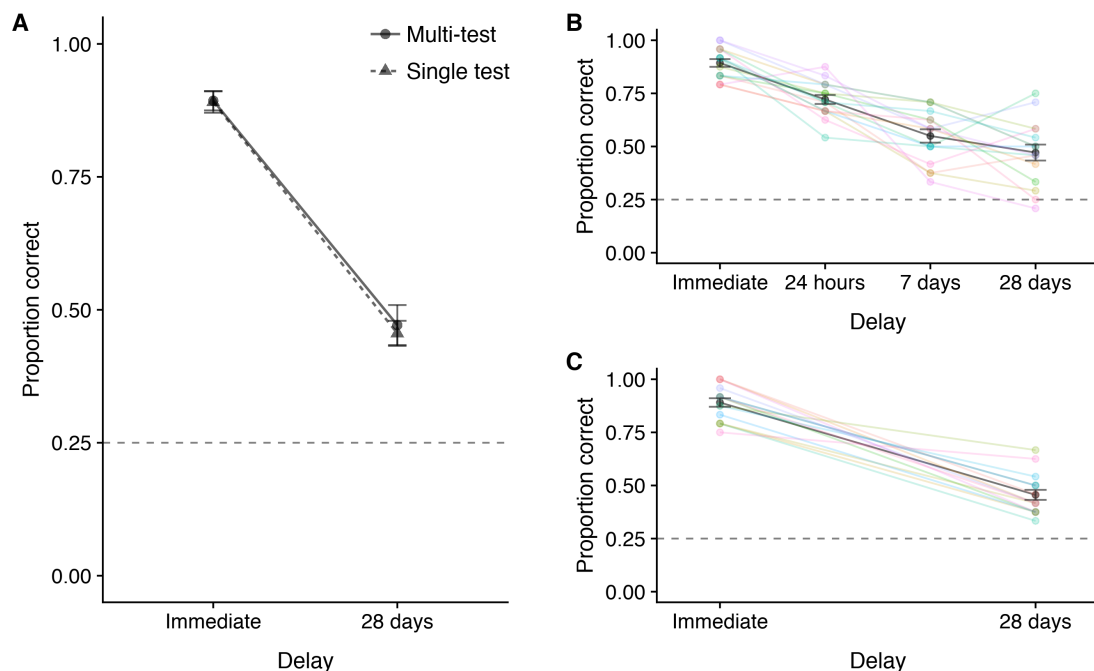 A
Proportion correct
1.00
0.75
0.50
0.25
0.00
Multi-test
Single test
Immediate
28 days
Delay
B
Proportion correct
1.00
0.75
0.50
0.25
0.00
Immediate
24 hours
7 days
28 days
Delay
C
Proportion correct
1.00
0.75
0.50
0.25
0.00
Immediate
28 days
Delay